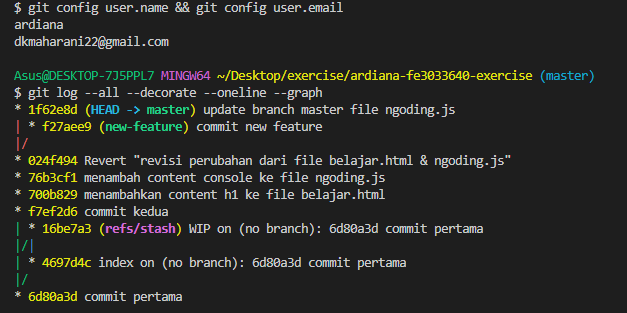 $ git config user.name && git config user.email
ardiana
dkmaharani22@gmail.com
Asus@DESKTOP-7J5PPL7 MINGW64 ~/Desktop/exercise/ardiana-fe3033640-exercise (master)
$ git log --all --decorate --oneline --graph
* 1f62e8d (HEAD -> master) update branch master file ngoding.js
| * f27aee9 (new-feature) commit new feature
|/
* 024f494 Revert "revisi perubahan dari file belajar.html & ngoding.js"
* 76b3cf1 menambah content console ke file ngoding.js
* 700b829 menambahkan content h1 ke file belajar.html
* f7ef2d6 commit kedua
| * 16be7a3 (refs/stash) WIP on (no branch): 6d80a3d commit pertama
|/|
| * 4697d4c index on (no branch): 6d80a3d commit pertama
|/
* 6d80a3d commit pertama